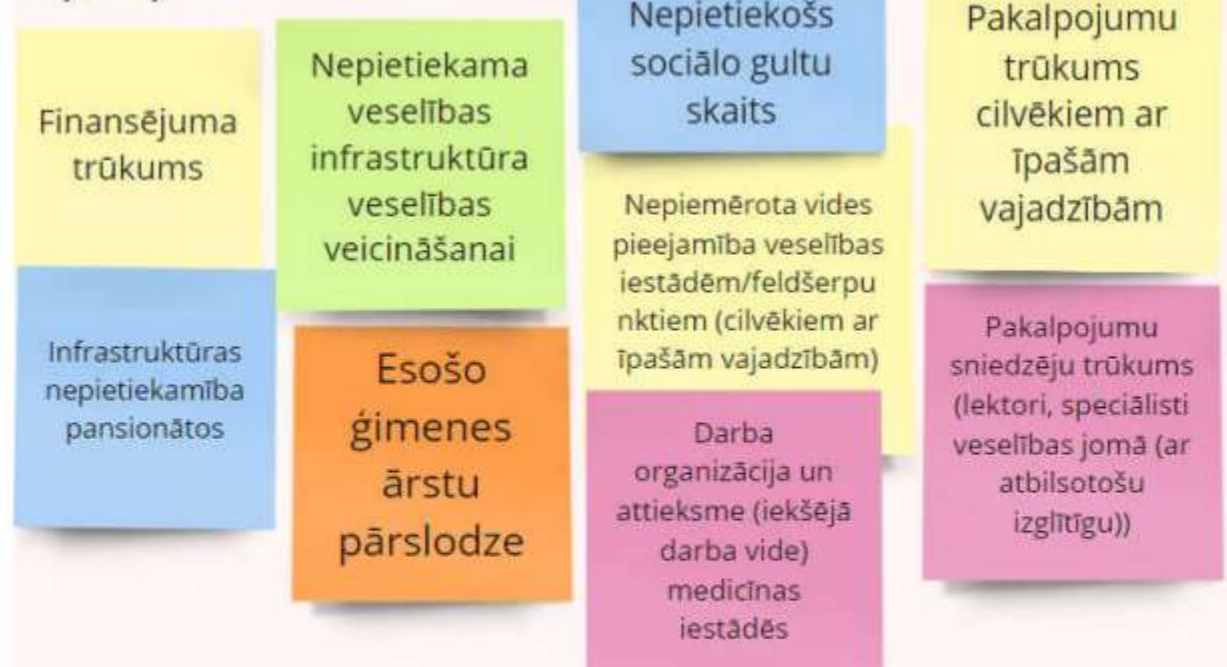 Finansējuma
trūkums
Nepietiekama
veselības
infrastruktūra
veselības
veicināšanai
Nepietiekošs
sociālo gultu
skaits
Pakalpojumu
trūkums
cilvēkiem ar
īpašām
vajadzībām
Infrastruktūras
nepietiekamība
pansionātos
Esošo
ģimenes
ārstu
pārslodze
Nepiemērota vides
pieejamība veselības
iestādēm/feldšerpu
nktiem (cilvēkiem ar
īpašām vajadzībām)
Darba
organizācija un
attieksme (iekšējā
darba vide)
medicīnas
iestādēs
Pakalpojumu
sniedzēju trūkums
(lektori, speciālisti
veselības jomā (ar
atbilsotošu
izglītīgu))